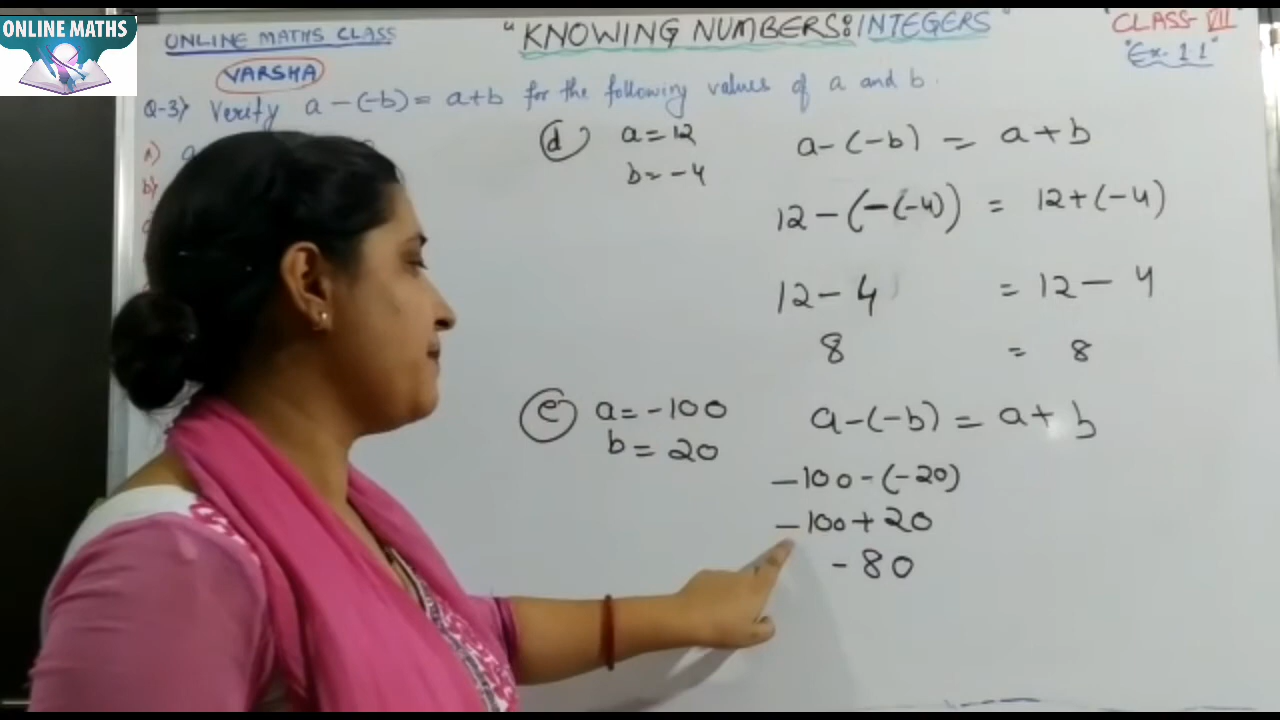 ONLINE MATHS
ONLINE MATHS CLASS
"KNOWING NUMBERS: INTEGERS"
"CLASS-VII"
"Ex-1.1"
VARSHA
Q-3) Verify a-(-b) = a+b for the following values of a and b.
a) a
b)
d) a = 12
b = -4
a-(-b) = a+b
12-(-(-4)) = 12+(-4)
12-4 = 12-4
8 = 8
e) a = -100
b = 20
a-(-b) = a+b
-100-(-20)
-100+20
-80